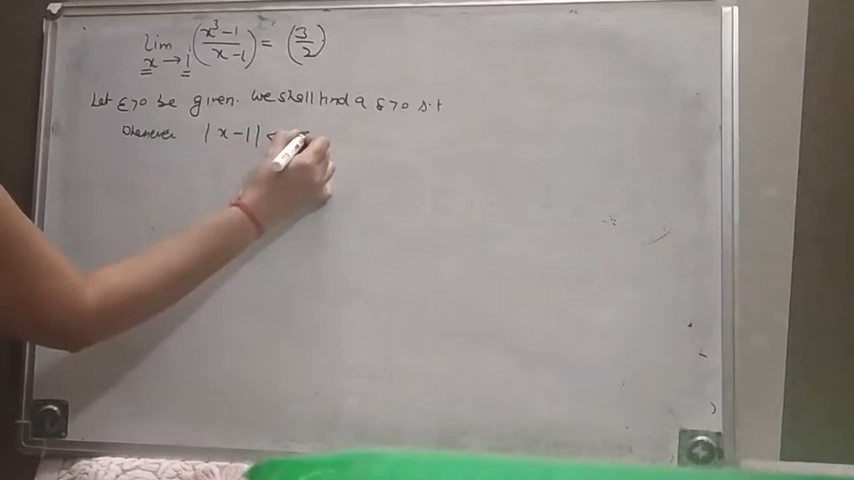 lim x→1 (x³-1/x-1) = (3/2)
Let ε>0 be given. We shall find a δ>0 s.t
whenever |x-1| <